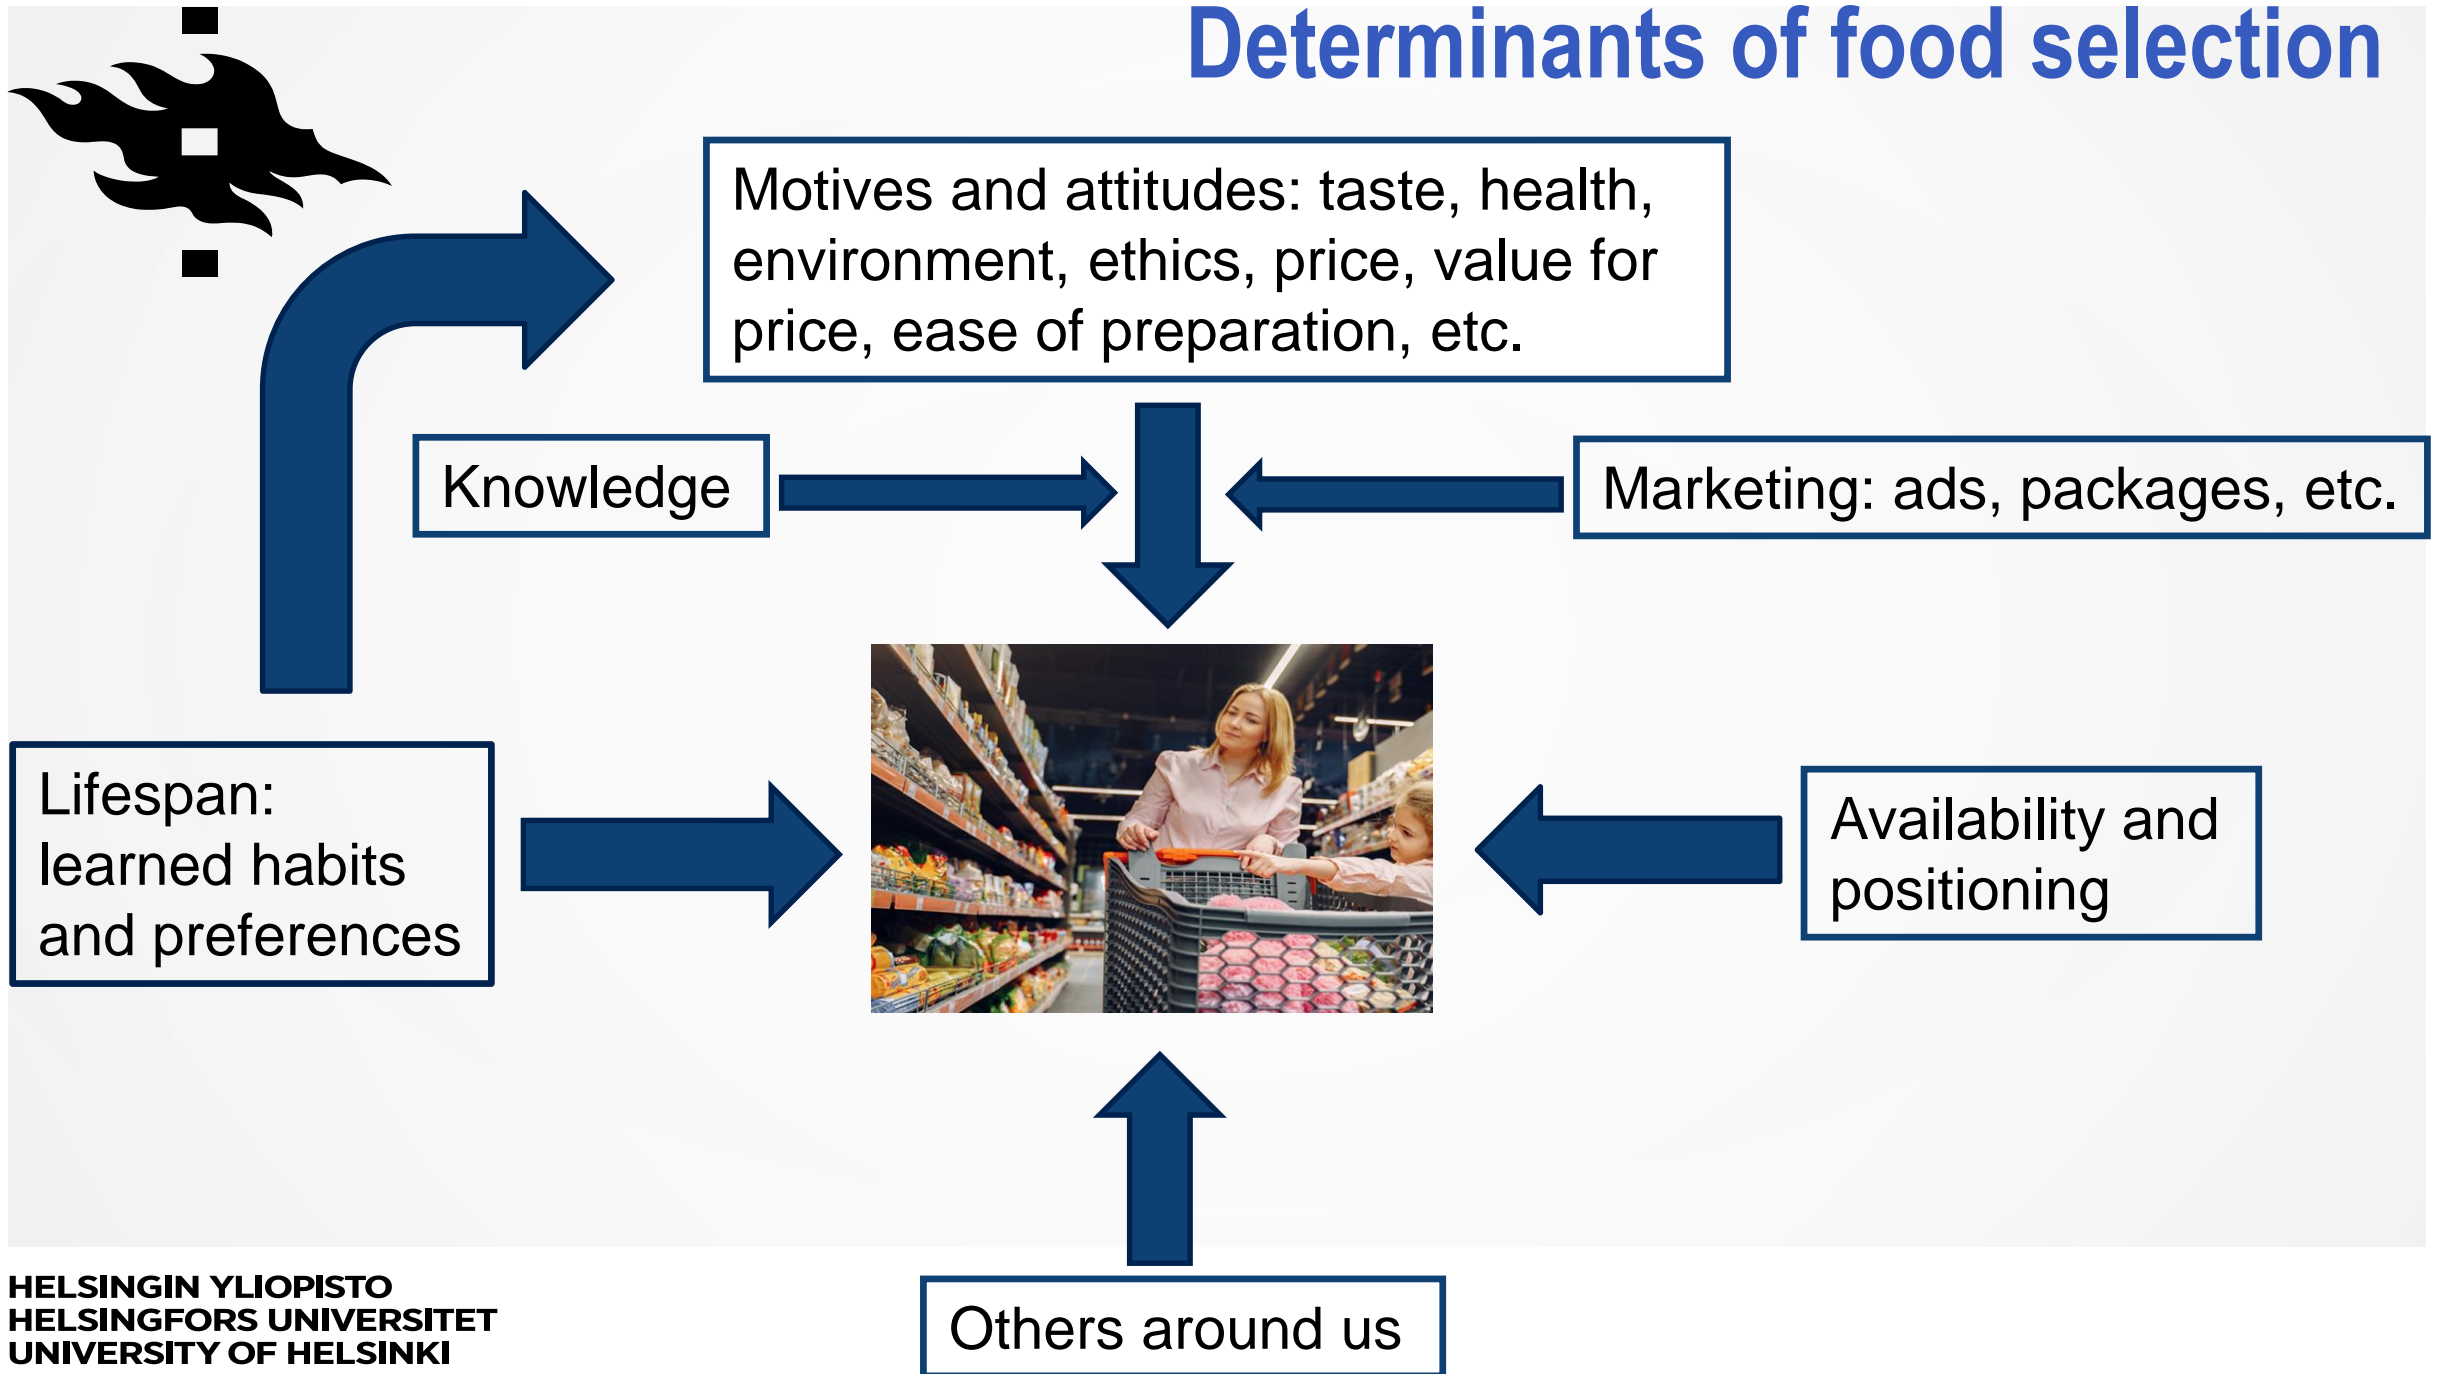 Determinants of food selection
Motives and attitudes: taste, health,
environment, ethics, price, value for
price, ease of preparation, etc.
Knowledge
Marketing: ads, packages, etc.
Lifespan:
learned habits
and preferences
Availability and
positioning
Others around us
HELSINGIN YLIOPISTO
HELSINGFORS UNIVERSITET
UNIVERSITY OF HELSINKI